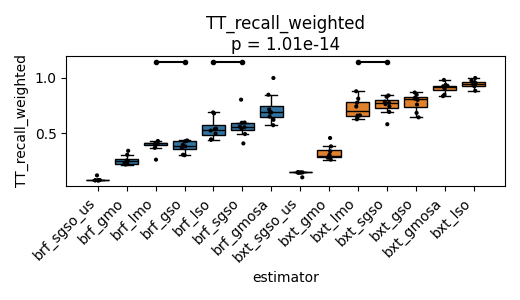 TT_recall_weighted
p = 1.01e-14
TT_recall_weighted
1.0
0.5
brf_sgso_us
brf_gmo
brf_lmo
brf_gso
brf_lso
brf_sgso
brf_gmosa
bxt_sgso_us
bxt_gmo
bxt_lmo
bxt_sgso
bxt_gso
bxt_gmosa
bxt_lso
estimator